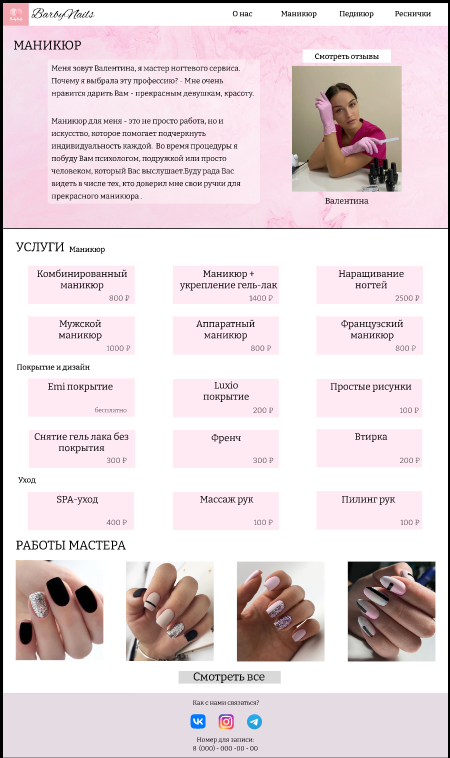 BarbyNails
О нас
Маникюр
Педикюр
Реснички
МАНИКЮР
Смотреть отзывы
Меня зовут Валентина, я мастер ногтевого сервиса.
Почему я выбрала эту профессию? - Мне очень
нравится дарить Вам - прекрасным девушкам, красоту.
Маникюр для меня - это не просто работа, но и
искусство, которое помогает подчеркнуть
индивидуальность каждой. Во время процедуры я
побуду Вам психологом, подружкой или просто
человеком, который Вас выслушает.Буду рада Вас
видеть в числе тех, кто доверил мне свои ручки для
прекрасного маникюра .
Валентина
УСЛУГИ Маникюр
Комбинированный
маникюр
800 ₽
Маникюр +
укрепление гель-лак
1400 ₽
Наращивание
ногтей
2500 ₽
Мужской
маникюр
1000 ₽
Аппаратный
маникюр
800 ₽
Французский
маникюр
800 ₽
Покрытие и дизайн
Emi покрытие
бесплатно
Luxio
покрытие
200 ₽
Простые рисунки
100 ₽
Снятие гель лака без
покрытия
300 ₽
Френч
300 ₽
Втирка
200 ₽
Уход
SPA-уход
400 ₽
Массаж рук
100 ₽
Пилинг рук
100 ₽
РАБОТЫ МАСТЕРА
Смотреть все
Как с нами связаться?
Номер для записи:
8 (000) - 000 -00 - 00